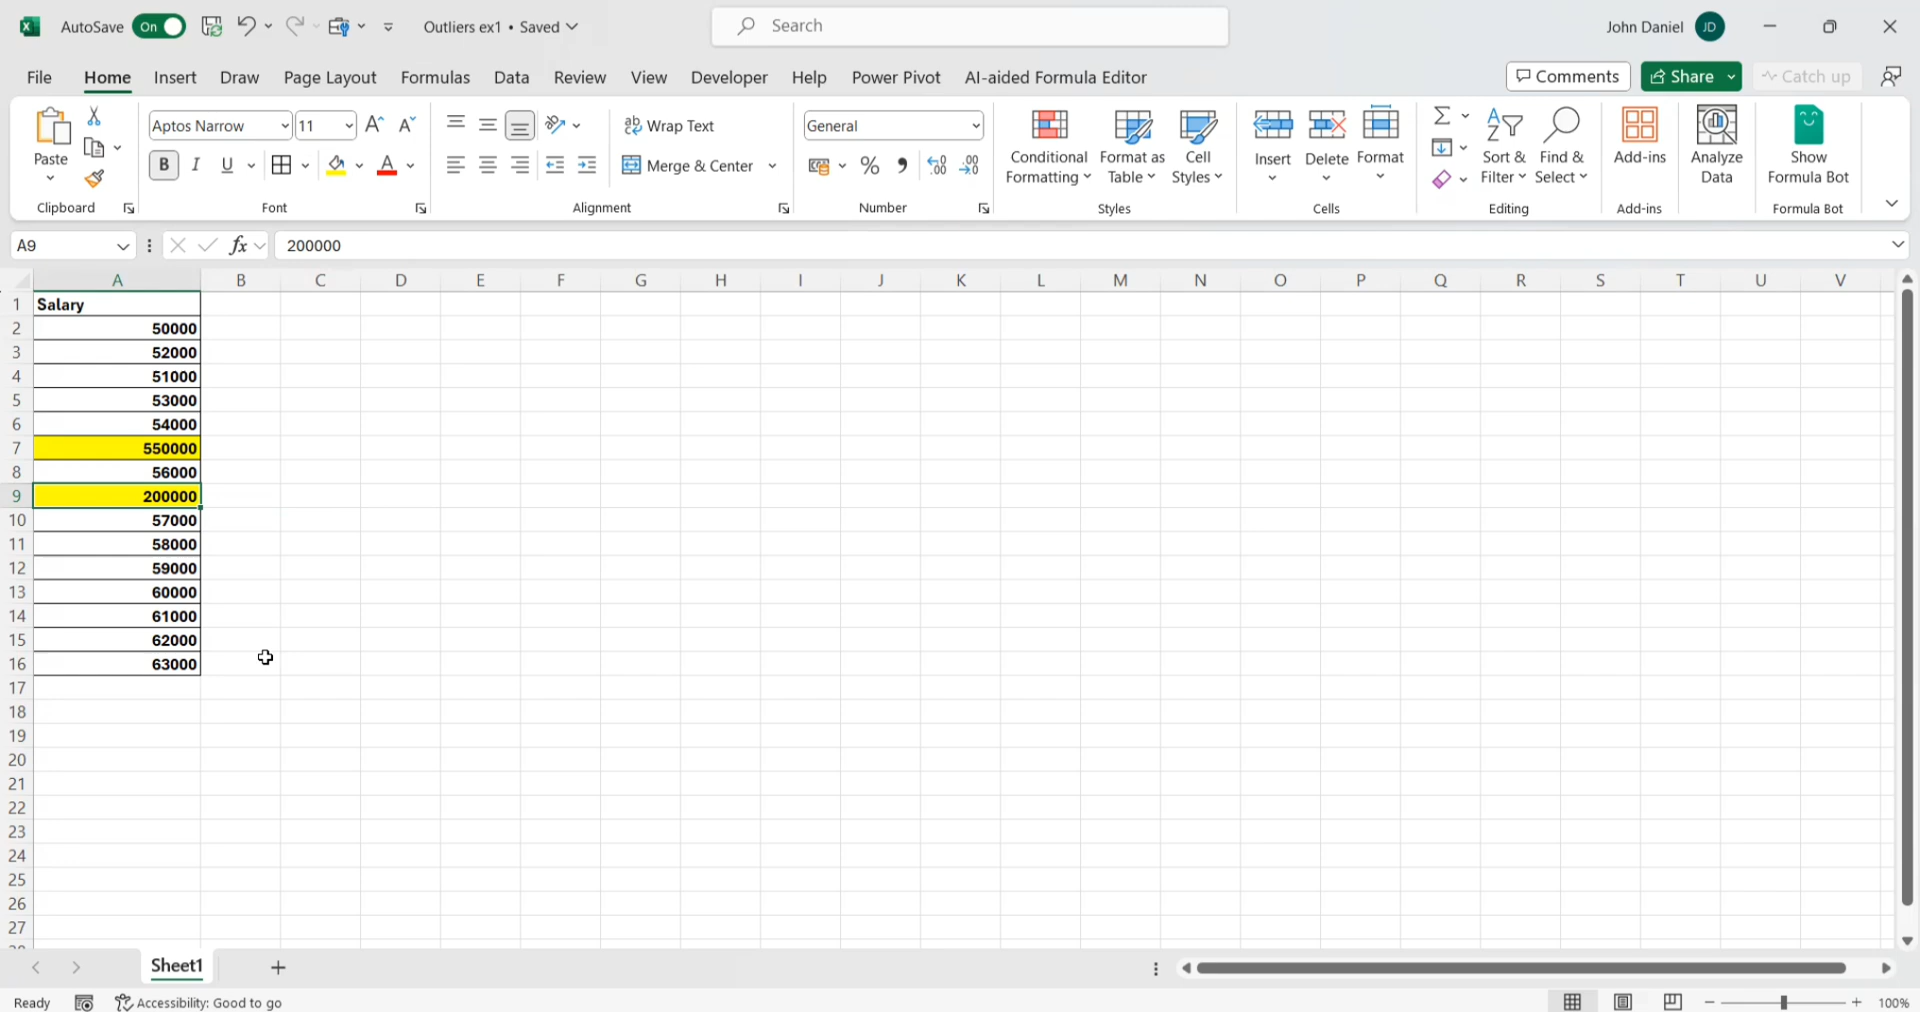 AutoSave On Outliers ex1 • Saved Search John Daniel JD
File Home Insert Draw Page Layout Formulas Data Review View Developer Help Power Pivot AI-aided Formula Editor Comments Share Catch up
Paste
Clipboard
Aptos Narrow 11
B I U A
Font
Wrap Text
Merge & Center
Alignment
General
% 
Number
Conditional Formatting
Format as Table
Cell Styles
Styles
Insert
Delete
Format
Cells
Sort & Filter
Find & Select
Editing
Add-ins
Add-ins
Analyze Data
Show Formula Bot
Formula Bot
A9 fx 200000
A B C D E F G H I J K L M N O P Q R S T U V
1 Salary
2 50000
3 52000
4 51000
5 53000
6 54000
7 550000
8 56000
9 200000
10 57000
11 58000
12 59000
13 60000
14 61000
15 62000
16 63000
17
18
19
20
21
22
23
24
25
26
27
Sheet1
Ready Accessibility: Good to go 100%